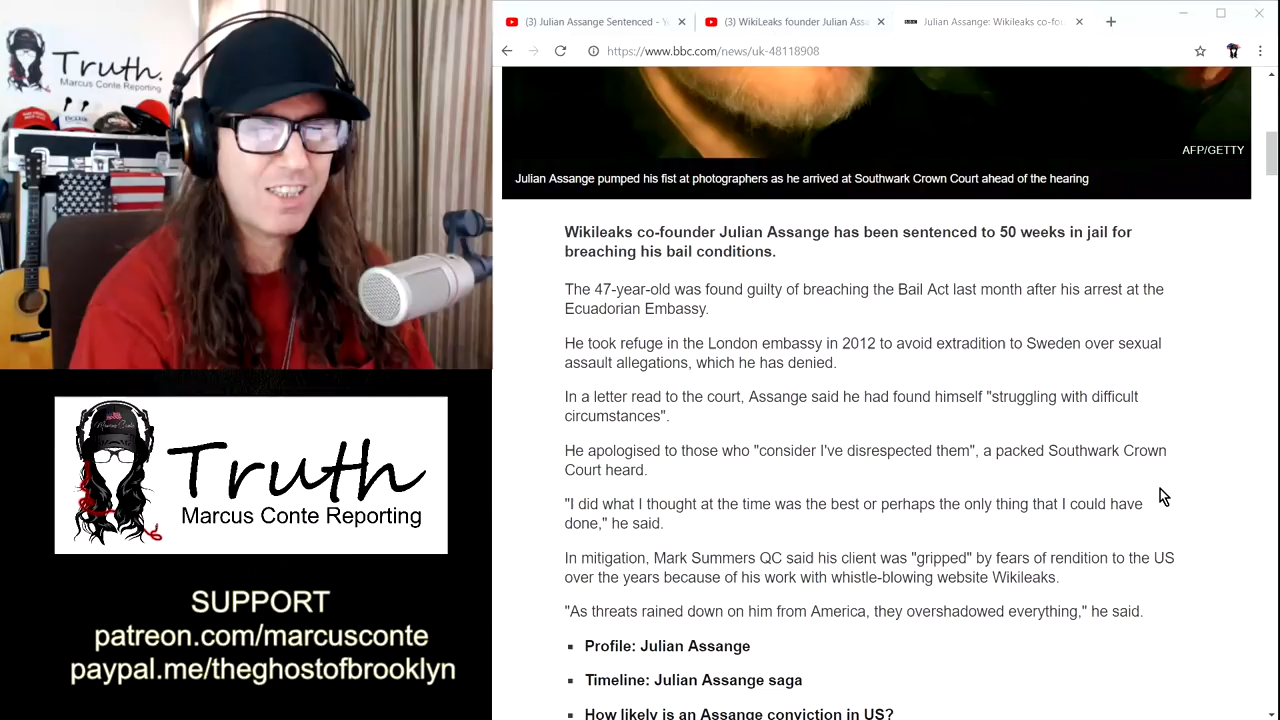 Truth.
Marcus Conte Reporting
(3) Julian Assange Sentenced - Y
(3) WikiLeaks founder Julian Assa
BBC
Julian Assange: Wikileaks co-fou
https://www.bbc.com/news/uk-48118908
AFP/GETTY
Julian Assange pumped his fist at photographers as he arrived at Southwark Crown Court ahead of the hearing
Wikileaks co-founder Julian Assange has been sentenced to 50 weeks in jail for
breaching his bail conditions.
The 47-year-old was found guilty of breaching the Bail Act last month after his arrest at the
Ecuadorian Embassy.
He took refuge in the London embassy in 2012 to avoid extradition to Sweden over sexual
assault allegations, which he has denied.
In a letter read to the court, Assange said he had found himself "struggling with difficult
circumstances".
He apologised to those who "consider I've disrespected them", a packed Southwark Crown
Court heard.
"I did what I thought at the time was the best or perhaps the only thing that I could have
done," he said.
In mitigation, Mark Summers QC said his client was "gripped" by fears of rendition to the US
over the years because of his work with whistle-blowing website Wikileaks.
"As threats rained down on him from America, they overshadowed everything," he said.
Profile: Julian Assange
Timeline: Julian Assange saga
How likely is an Assange conviction in US?
Marcus Conte
Truth
Marcus Conte Reporting
SUPPORT
patreon.com/marcusconte
paypal.me/theghostofbrooklyn